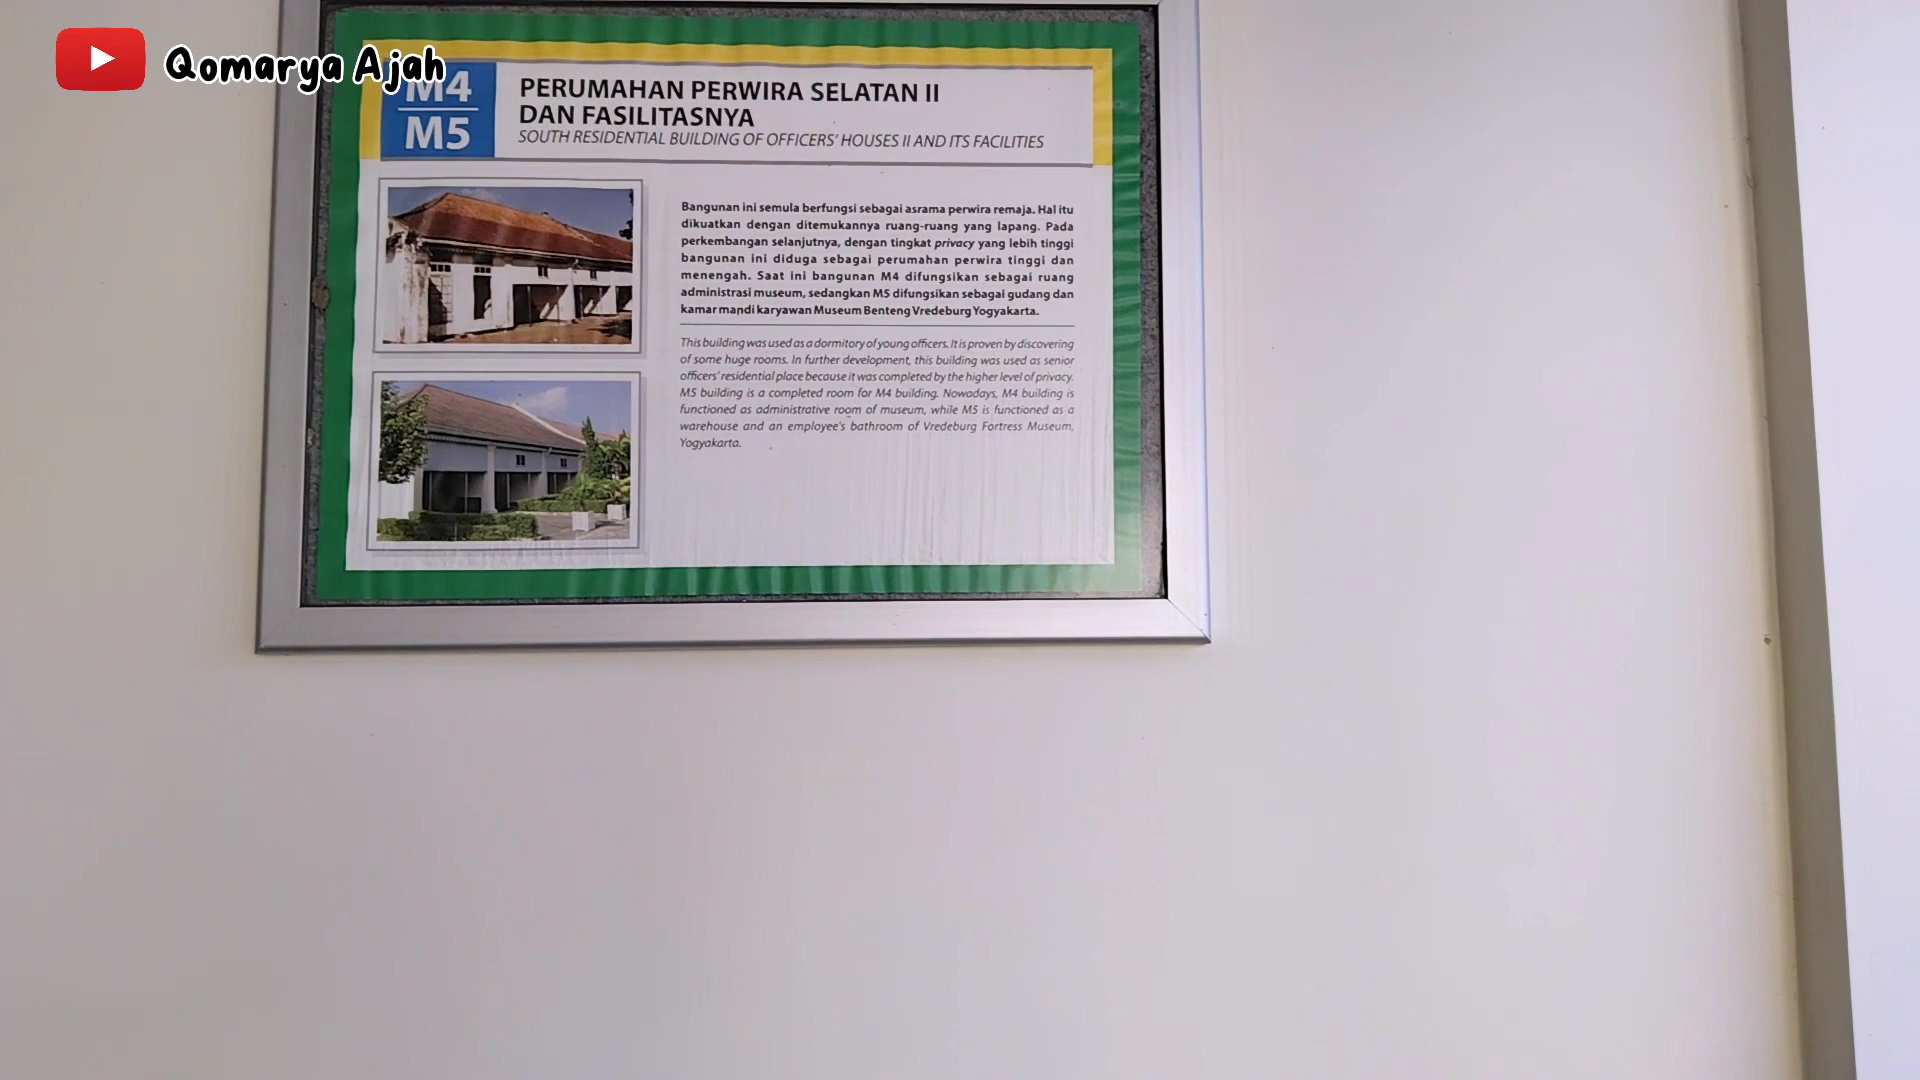 Qomarya Ajah
M4
M5
PERUMAHAN PERWIRA SELATAN II
DAN FASILITASNYA
SOUTH RESIDENTIAL BUILDING OF OFFICERS' HOUSES II AND ITS FACILITIES
Bangunan ini semula berfungsi sebagai asrama perwira remaja. Hal itu
dikuatkan dengan ditemukannya ruang-ruang yang lapang. Pada
perkembangan selanjutnya, dengan tingkat privacy yang lebih tinggi
bangunan ini diduga sebagai perumahan perwira tinggi dan
menengah. Saat ini bangunan M4 difungsikan sebagai ruang
administrasi museum, sedangkan M5 difungsikan sebagai gudang dan
kamar mandi karyawan Museum Benteng Vredeburg Yogyakarta.
This building was used as a dormitory of young officers. It is proven by discovering
of some huge rooms. In further development, this building was used as senior
officers' residential place because it was completed by the higher level of privacy.
M5 building is a completed room for M4 building. Nowadays, M4 building is
functioned as administrative room of museum, while M5 is functioned as a
warehouse and an employee's bathroom of Vredeburg Fortress Museum,
Yogyakarta.